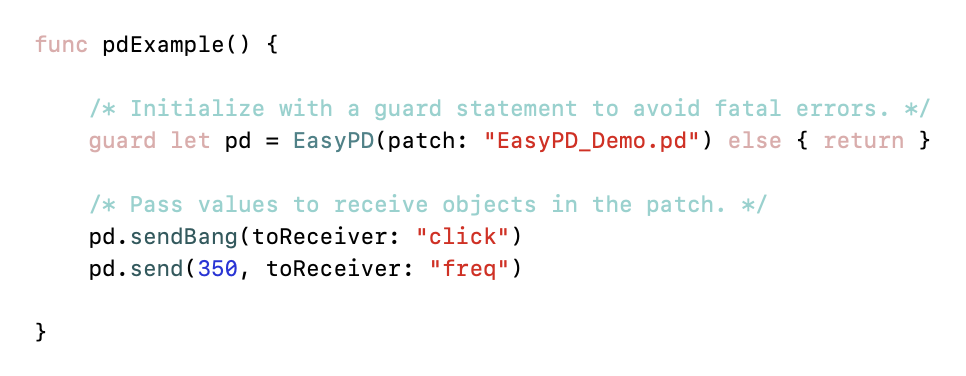 func pdExample() {
/* Initialize with a guard statement to avoid fatal errors. */
guard let pd = EasyPD(patch: "EasyPD_Demo.pd") else { return }
/* Pass values to receive objects in the patch. */
pd.sendBang(toReceiver: "click")
pd.send(350, toReceiver: "freq")
}